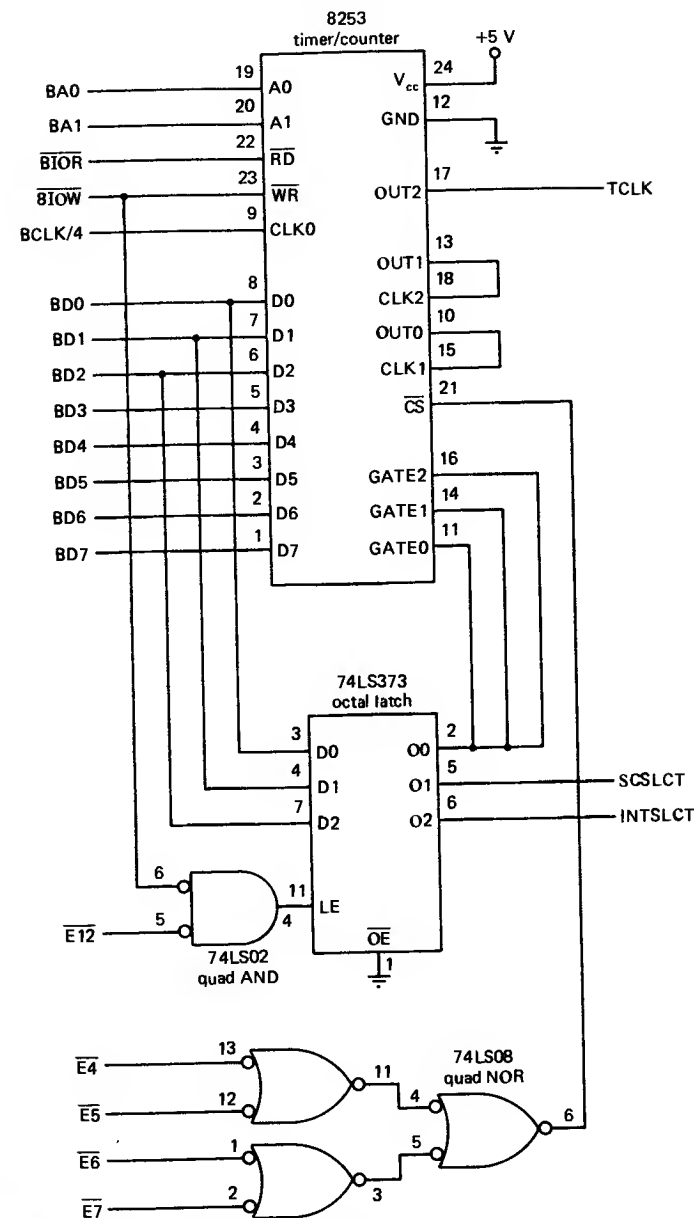 8253
timer/counter
+5 V
BA0 19 A0
BA1 20 A1
BIOR 22 RD
8IOW 23 WR
BCLK/4 9 CLK0
BD0 8 D0
BD1 7 D1
BD2 6 D2
BD3 5 D3
BD4 4 D4
BD5 3 D5
BD6 2 D6
BD7 1 D7
Vcc 24
GND 12
OUT2 17 TCLK
OUT1 13
CLK2 18
OUT0 10
CLK1 15
CS 21
GATE2 16
GATE1 14
GATE0 11
74LS373
octal latch
3 D0 O0 2
4 D1 O1 5 SCSLCT
7 D2 O2 6 INTSLCT
6
11 LE
E12 5 4
OE
1
74LS02
quad AND
E4 13
11
E5 12
74LS08
quad NOR
4
6
5
E6 1
3
E7 2